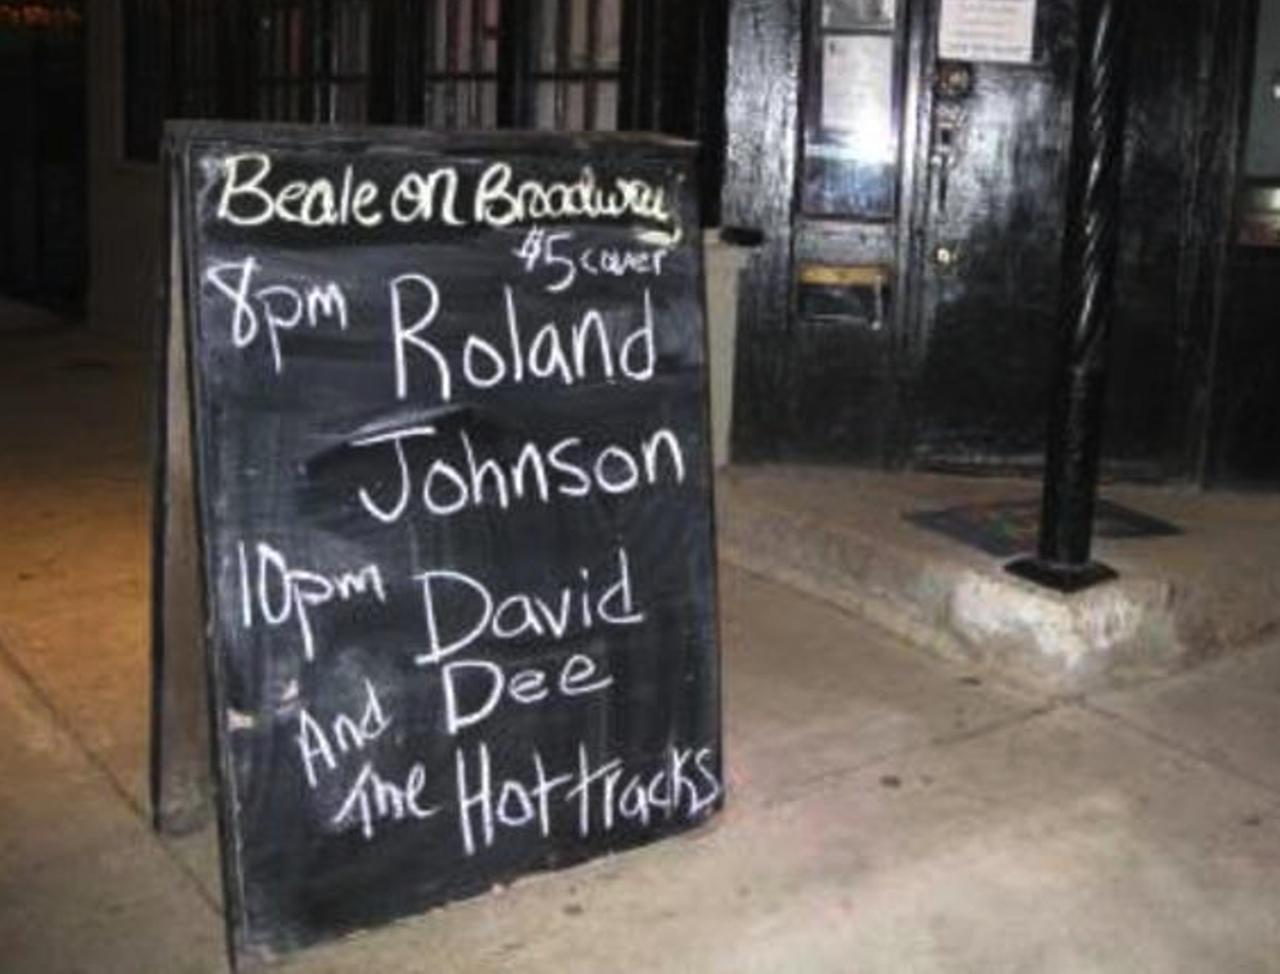 Beale on Broadway
$5 cover
8pm Roland
Johnson
10pm David
Dee
And
The Hottracks